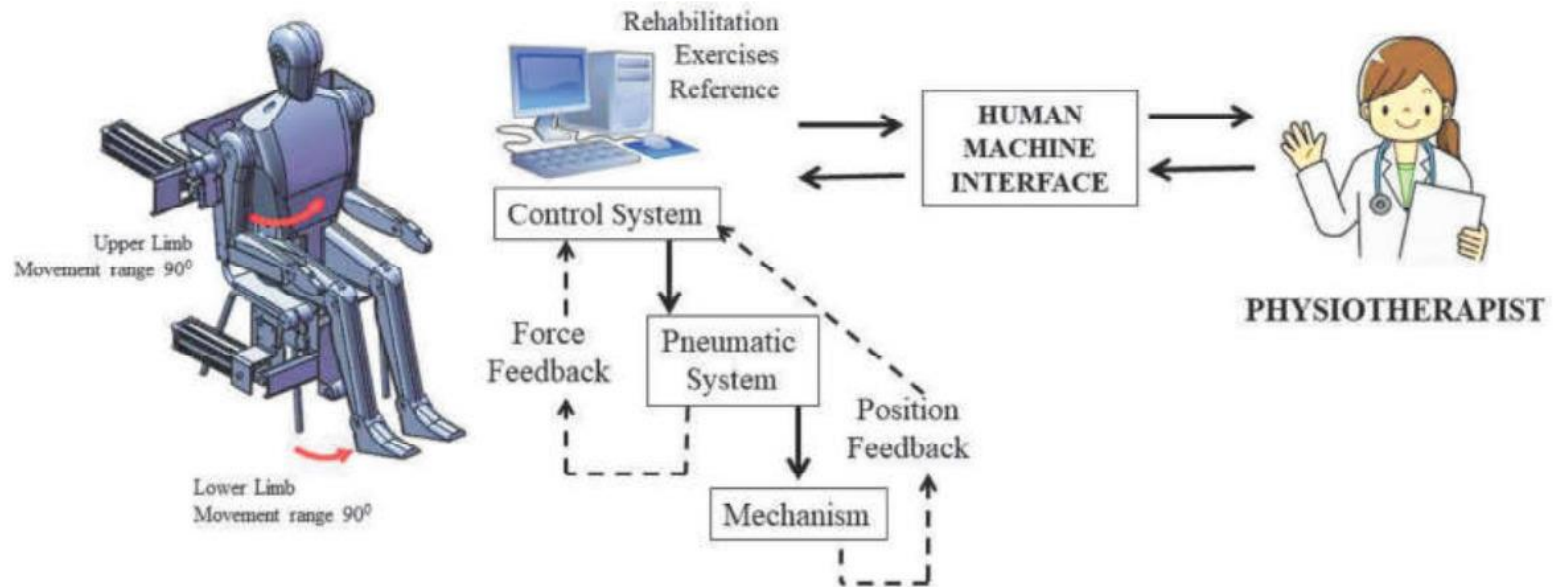 Upper Limb
Movement range 90⁰
Lower Limb
Movement range 90⁰
Rehabilitation
Exercises
Reference
Control System
Force
Feedback
Pneumatic
System
Position
Feedback
Mechanism
HUMAN
MACHINE
INTERFACE
PHYSIOTHERAPIST